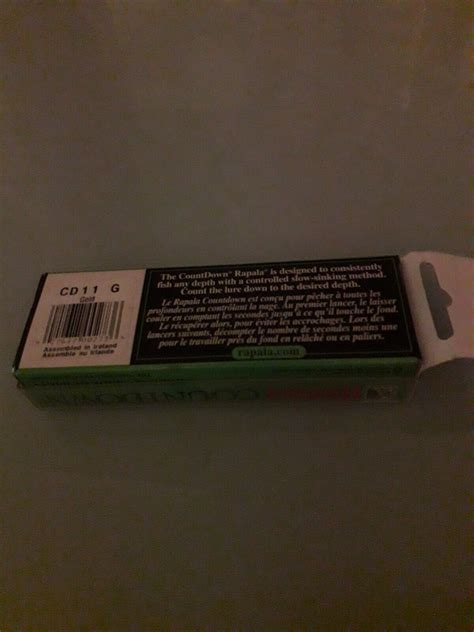 CD11 G
Gold
Assembled in Ireland
Assemble au Irlande
The CountDown® Rapala® is designed to consistently
fish any depth with a controlled slow-sinking method.
Count the lure down to the desired depth.
Le Rapala Countdown est conçu pour pêcher à toutes les
profondeurs en contrôlant la nage. Au premier lancer, le laisser
couler en comptant les secondes jusqu'à ce qu'il touche le fond.
Le récupérer alors, pour éviter les accrochages. Lors des
lancers suivants, décompter le nombre de secondes moins une
pour le travailler près du fond en relâché ou en paliers.
rapala.com
COUNTDOWN